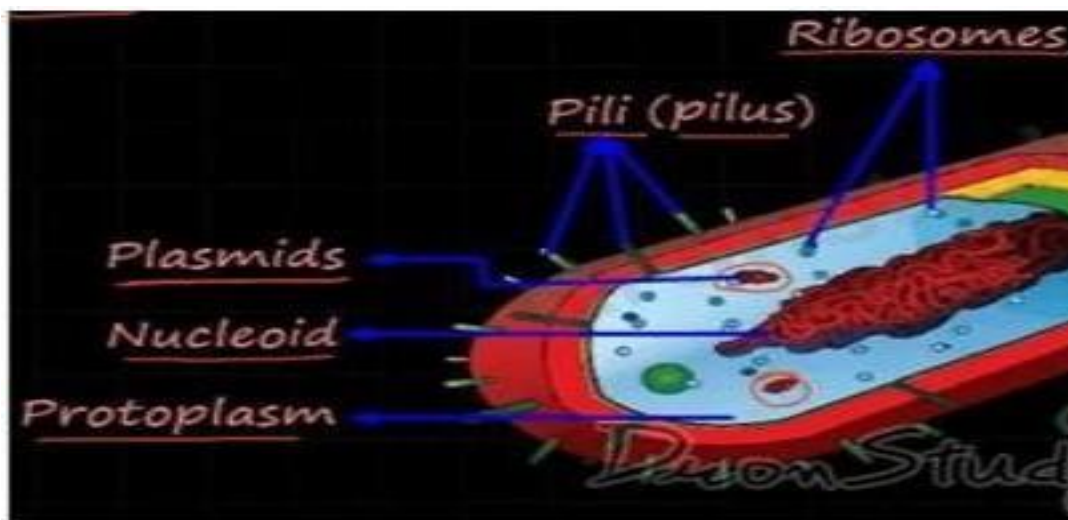 Ribosomes
Pili (pilus)
Plasmids
Nucleoid
Protoplasm